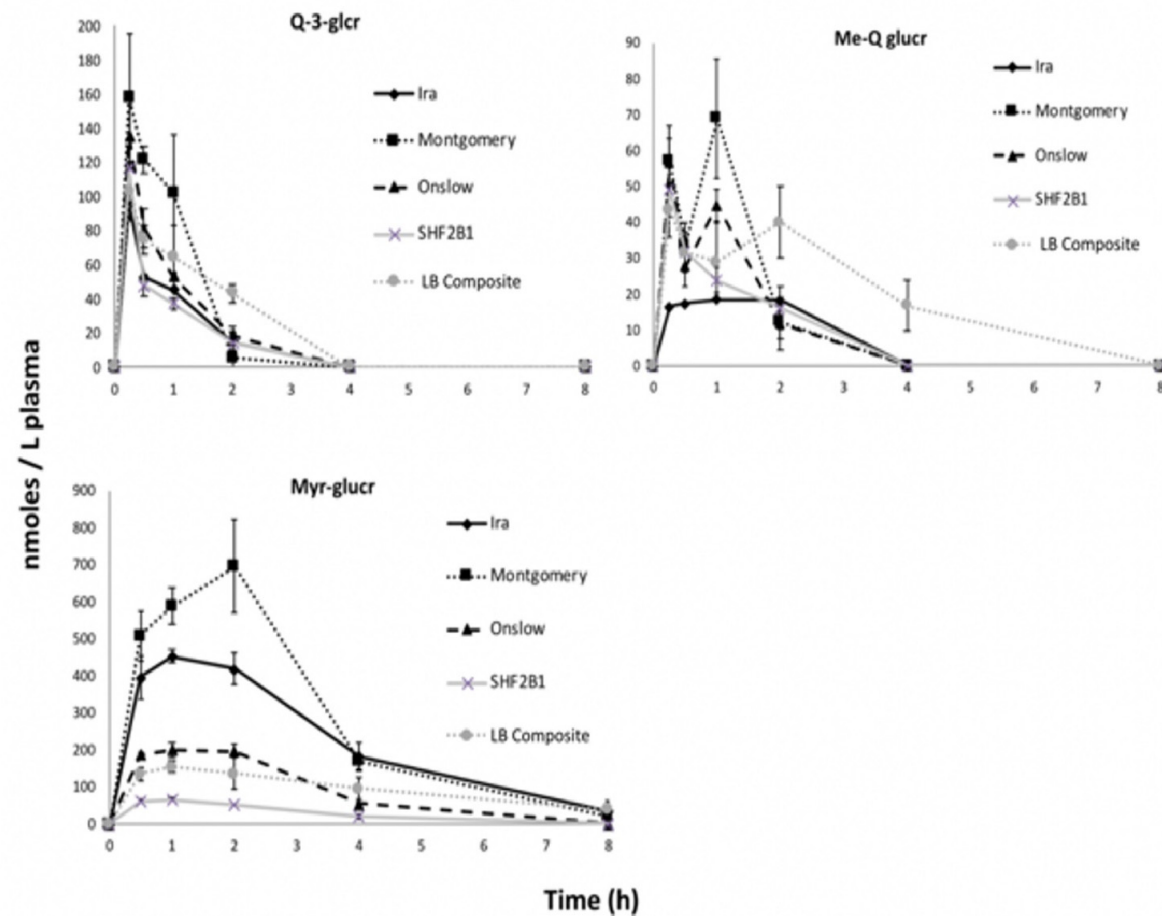 Q-3-glcr
200
180
160
140
120
100
80
60
40
20
0
0 1 2 3 4 5 6 7 8
Ira
Montgomery
Onslow
SHF2B1
LB Composite
Me-Q glucr
90
80
70
60
50
40
30
20
10
0
0 1 2 3 4 5 6 7 8
Ira
Montgomery
Onslow
SHF2B1
LB Composite
nmoles / L plasma
Myr-glucr
900
800
700
600
500
400
300
200
100
0
0 1 2 3 4 5 6 7 8
Ira
Montgomery
Onslow
SHF2B1
LB Composite
Time (h)